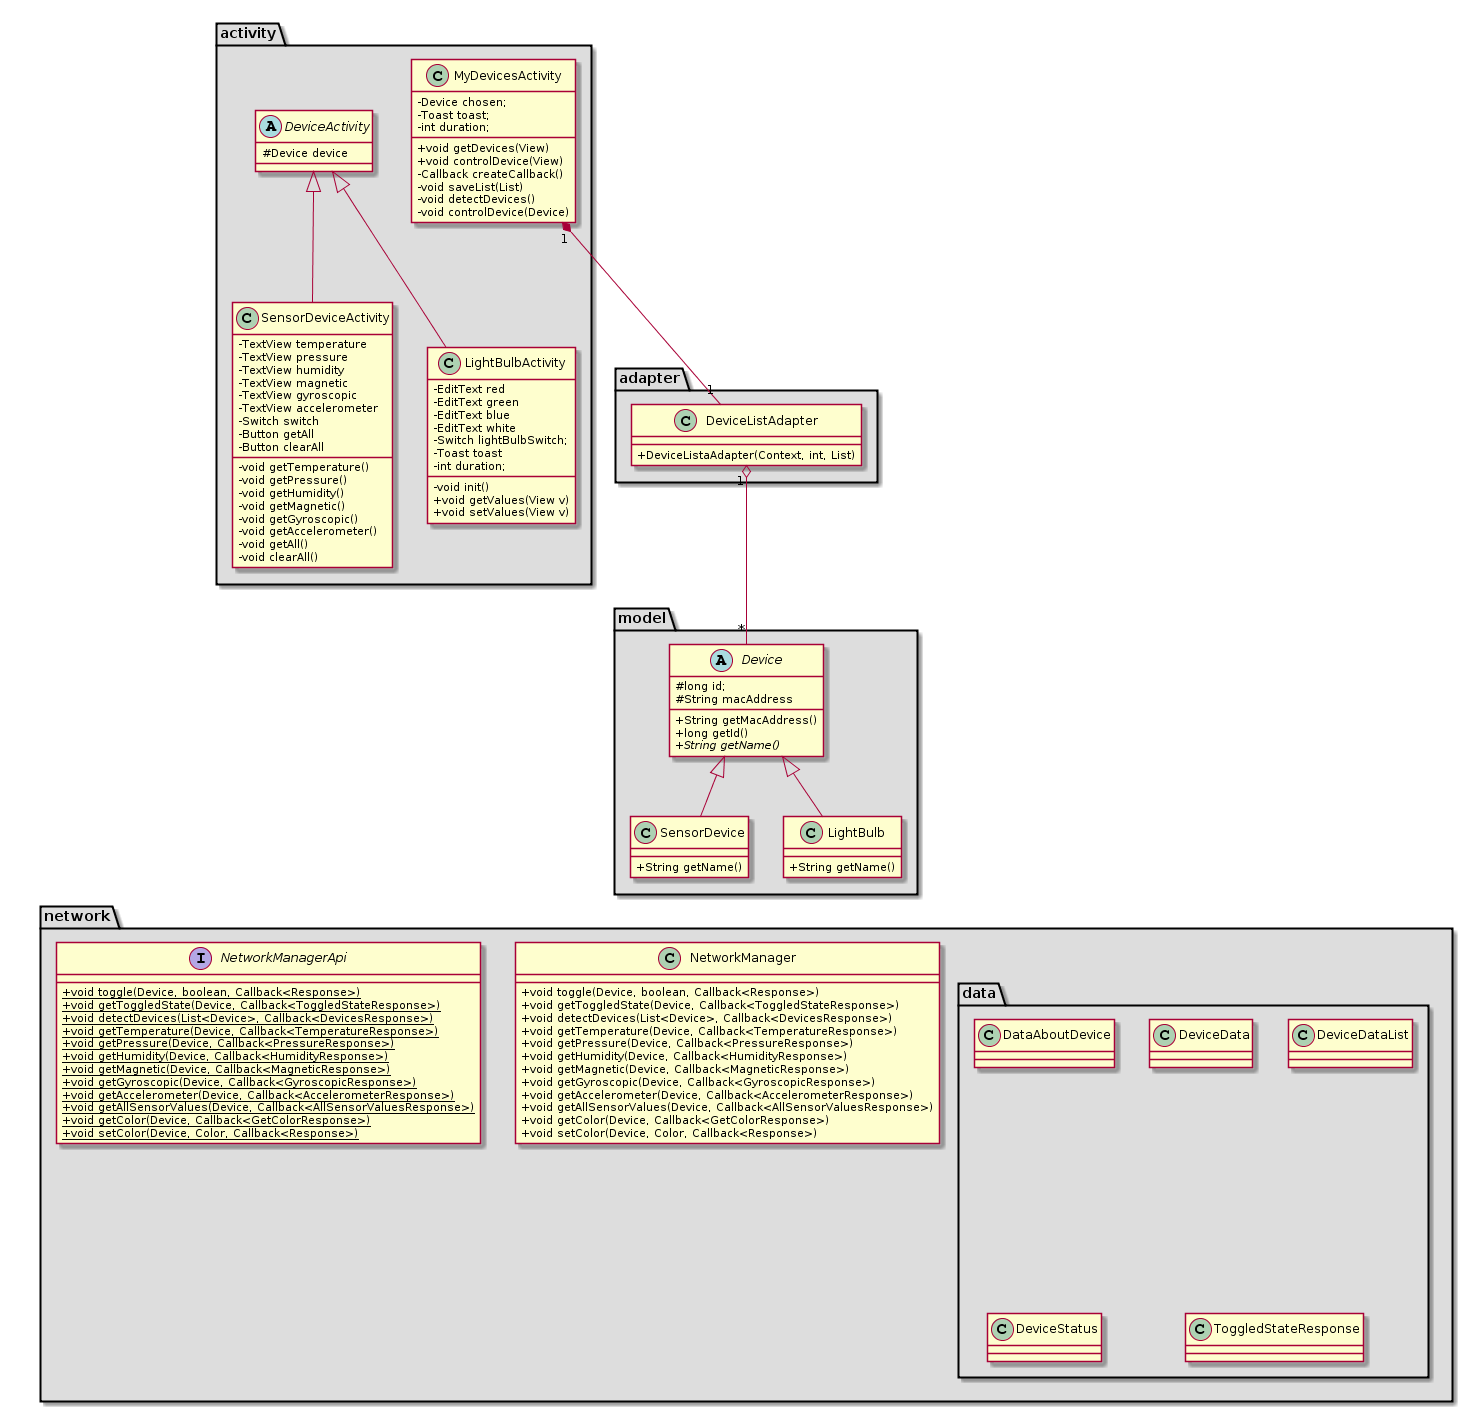 activity
C MyDevicesActivity
-Device chosen;
-Toast toast;
-int duration;
+void getDevices(View)
+void controlDevice(View)
-Callback createCallback()
-void saveList(List)
-void detectDevices()
-void controlDevice(Device)
A DeviceActivity
#Device device
1
C SensorDeviceActivity
-TextView temperature
-TextView pressure
-TextView humidity
-TextView magnetic
-TextView gyroscopic
-TextView accelerometer
-Switch switch
-Button getAll
-Button clearAll
-void getTemperature()
-void getPressure()
-void getHumidity()
-void getMagnetic()
-void getGyroscopic()
-void getAccelerometer()
-void getAll()
-void clearAll()
C LightBulbActivity
-EditText red
-EditText green
-EditText blue
-EditText white
-Switch lightBulbSwitch;
-Toast toast
-int duration;
-void init()
+void getValues(View v)
+void setValues(View v)
adapter
1
C DeviceListAdapter
+DeviceListaAdapter(Context, int, List)
1
model
*
A Device
#long id;
#String macAddress
+String getMacAddress()
+long getId()
+String getName()
C SensorDevice
+String getName()
C LightBulb
+String getName()
network
I NetworkManagerApi
+void toggle(Device, boolean, Callback<Response>)
+void getToggledState(Device, Callback<ToggledStateResponse>)
+void detectDevices(List<Device>, Callback<DevicesResponse>)
+void getTemperature(Device, Callback<TemperatureResponse>)
+void getPressure(Device, Callback<PressureResponse>)
+void getHumidity(Device, Callback<HumidityResponse>)
+void getMagnetic(Device, Callback<MagneticResponse>)
+void getGyroscopic(Device, Callback<GyroscopicResponse>)
+void getAccelerometer(Device, Callback<AccelerometerResponse>)
+void getAllSensorValues(Device, Callback<AllSensorValuesResponse>)
+void getColor(Device, Callback<GetColorResponse>)
+void setColor(Device, Color, Callback<Response>)
C NetworkManager
+void toggle(Device, boolean, Callback<Response>)
+void getToggledState(Device, Callback<ToggledStateResponse>)
+void detectDevices(List<Device>, Callback<DevicesResponse>)
+void getTemperature(Device, Callback<TemperatureResponse>)
+void getPressure(Device, Callback<PressureResponse>)
+void getHumidity(Device, Callback<HumidityResponse>)
+void getMagnetic(Device, Callback<MagneticResponse>)
+void getGyroscopic(Device, Callback<GyroscopicResponse>)
+void getAccelerometer(Device, Callback<AccelerometerResponse>)
+void getAllSensorValues(Device, Callback<AllSensorValuesResponse>)
+void getColor(Device, Callback<GetColorResponse>)
+void setColor(Device, Color, Callback<Response>)
data
C DataAboutDevice
C DeviceData
C DeviceDataList
C DeviceStatus
C ToggledStateResponse